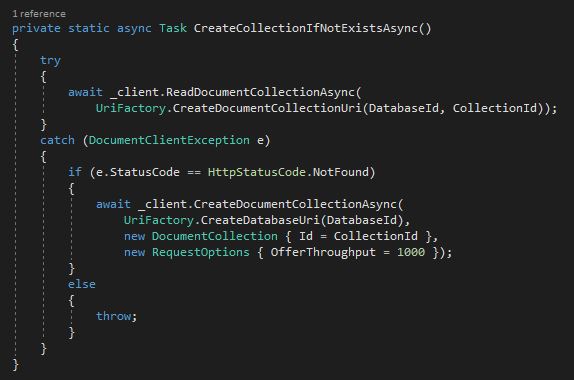 1 reference
private static async Task CreateCollectionIfNotExistsAsync()
{
    try
    {
        await _client.ReadDocumentCollectionAsync(
            UriFactory.CreateDocumentCollectionUri(DatabaseId, CollectionId));
    }
    catch (DocumentClientException e)
    {
        if (e.StatusCode == HttpStatusCode.NotFound)
        {
            await _client.CreateDocumentCollectionAsync(
                UriFactory.CreateDatabaseUri(DatabaseId),
                new DocumentCollection { Id = CollectionId },
                new RequestOptions { OfferThroughput = 1000 });
        }
        else
        {
            throw;
        }
    }
}